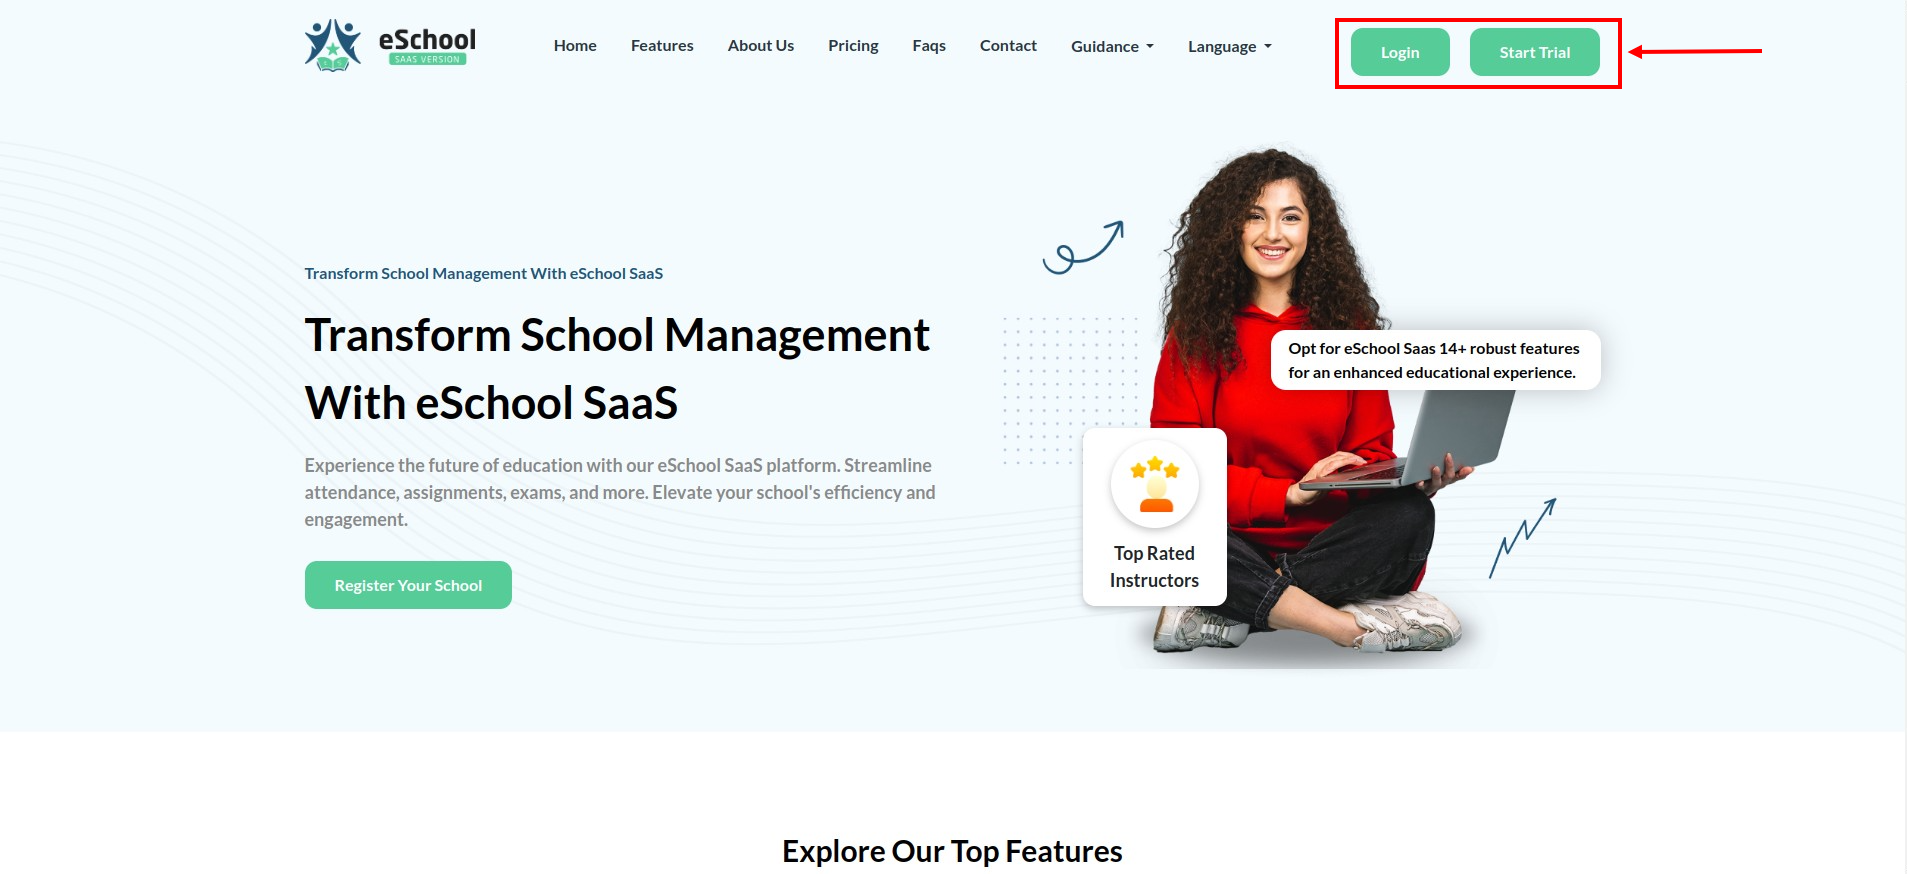 eSchool
SAAS VERSION
Home
Features
About Us
Pricing
Faqs
Contact
Guidance
Language
Login
Start Trial
Transform School Management With eSchool SaaS
Transform School Management
With eSchool SaaS
Experience the future of education with our eSchool SaaS platform. Streamline
attendance, assignments, exams, and more. Elevate your school's efficiency and
engagement.
Register Your School
Opt for eSchool Saas 14+ robust features
for an enhanced educational experience.
Top Rated
Instructors
Explore Our Top Features